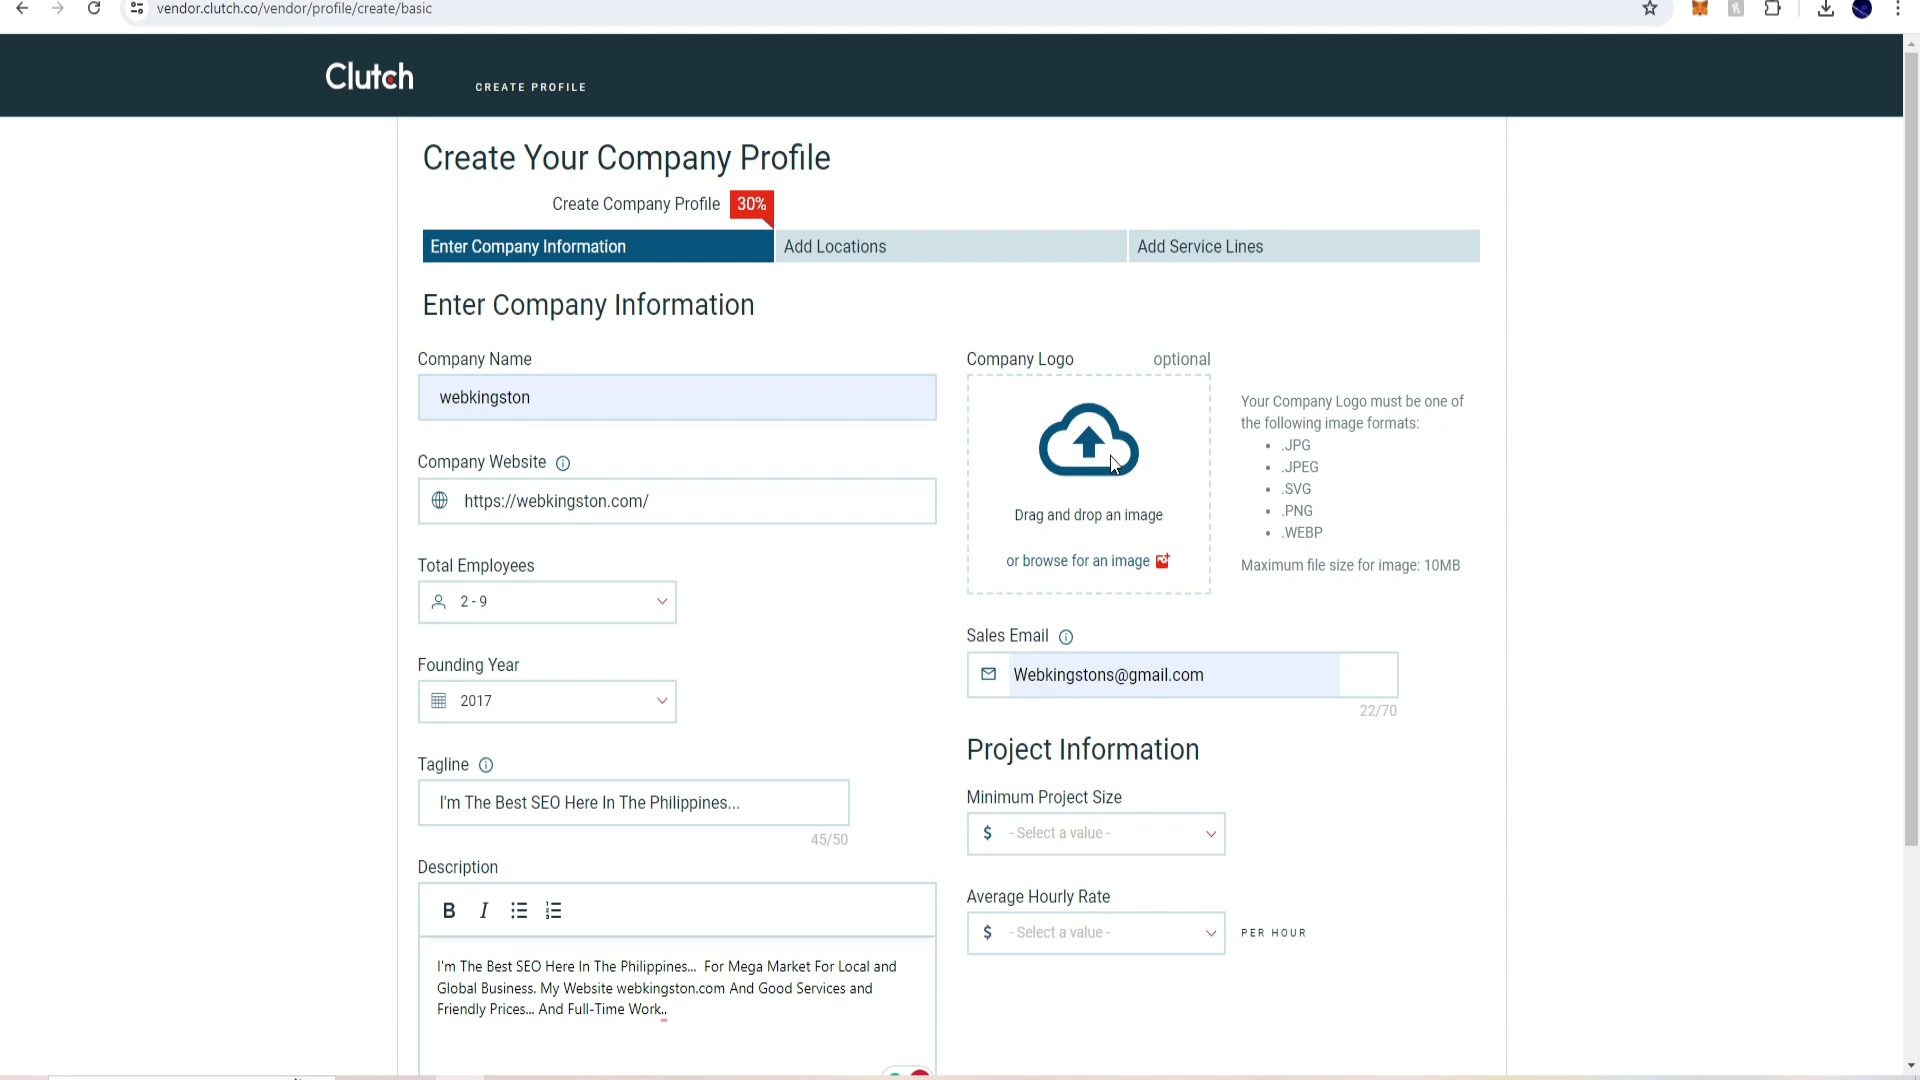 vendor.clutch.co/vendor/profile/create/basic
Clutch
CREATE PROFILE
Create Your Company Profile
Create Company Profile 30%
Enter Company Information
Add Locations
Add Service Lines
Enter Company Information
Company Name
webkingston
Company Website
https://webkingston.com/
Total Employees
2 - 9
Founding Year
2017
Tagline
I'm The Best SEO Here In The Philippines...
45/50
Description
B I
I'm The Best SEO Here In The Philippines... For Mega Market For Local and
Global Business. My Website webkingston.com And Good Services and
Friendly Prices... And Full-Time Work..
Company Logo optional
Drag and drop an image
or browse for an image
Your Company Logo must be one of
the following image formats:
.JPG
.JPEG
.SVG
.PNG
.WEBP
Maximum file size for image: 10MB
Sales Email
Webkingstons@gmail.com
22/70
Project Information
Minimum Project Size
$ - Select a value -
Average Hourly Rate
$ - Select a value - PER HOUR